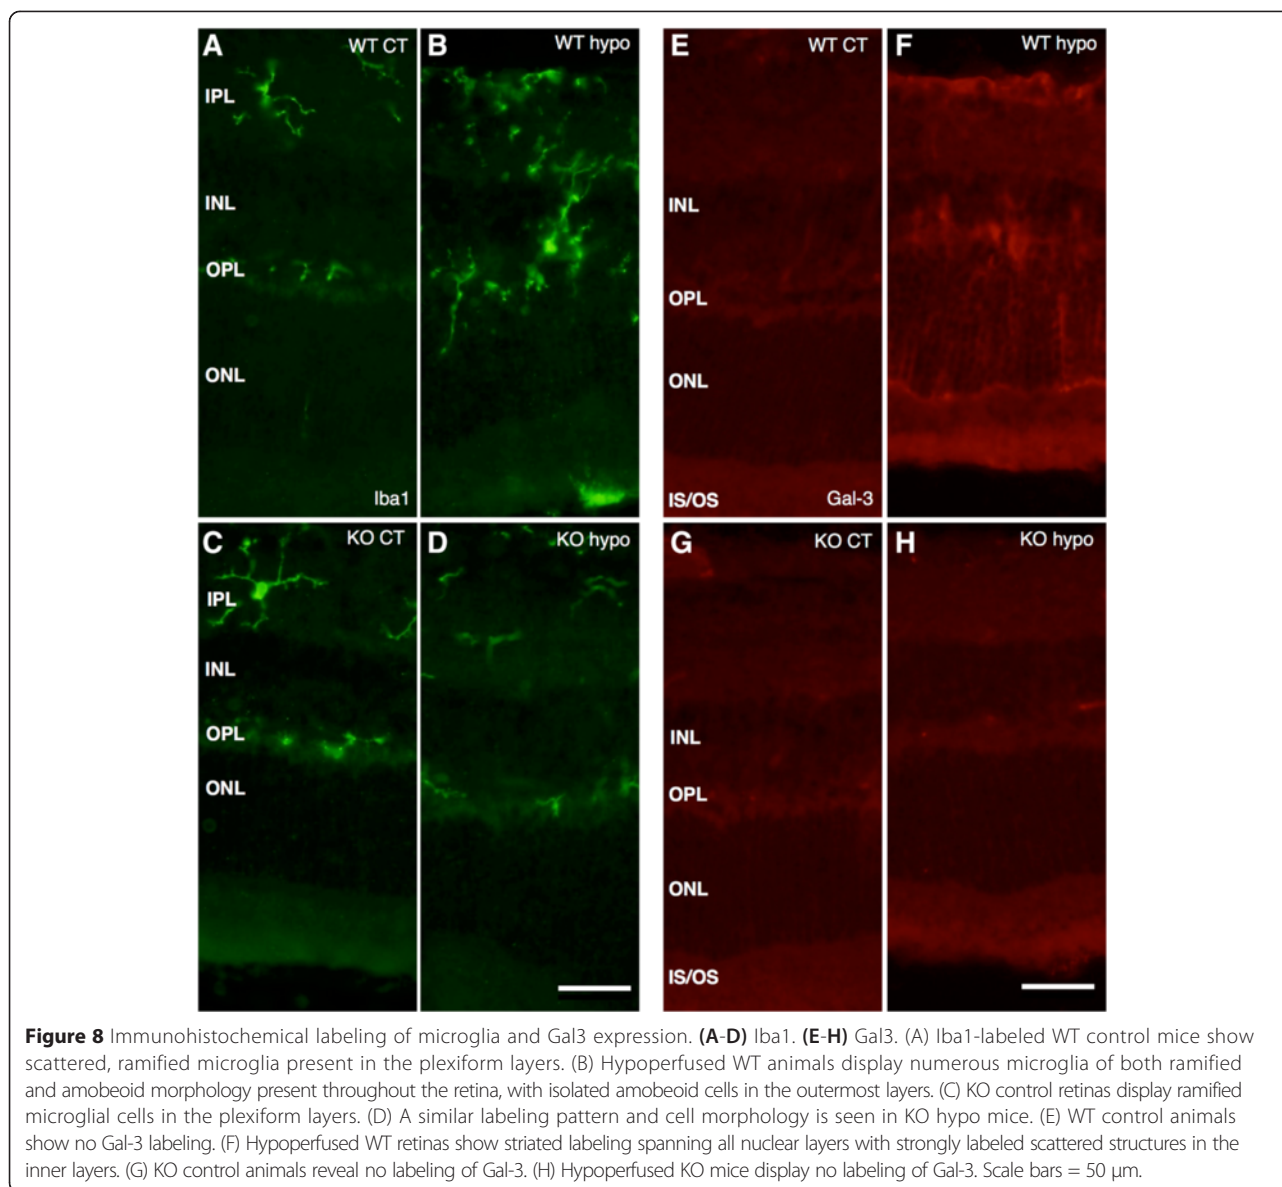 A WT CT
B WT hypo
IPL
INL
OPL
ONL
Iba1
E WT CT
F WT hypo
INL
OPL
ONL
IS/OS Gal-3
C KO CT
D KO hypo
IPL
INL
OPL
ONL
G KO CT
H KO hypo
INL
OPL
ONL
IS/OS
Figure 8 Immunohistochemical labeling of microglia and Gal3 expression. (A-D) Iba1. (E-H) Gal3. (A) Iba1-labeled WT control mice show
scattered, ramified microglia present in the plexiform layers. (B) Hypoperfused WT animals display numerous microglia of both ramified
and amobeoid morphology present throughout the retina, with isolated amobeoid cells in the outermost layers. (C) KO control retinas display ramified
microglial cells in the plexiform layers. (D) A similar labeling pattern and cell morphology is seen in KO hypo mice. (E) WT control animals
show no Gal-3 labeling. (F) Hypoperfused WT retinas show striated labeling spanning all nuclear layers with strongly labeled scattered structures in the
inner layers. (G) KO control animals reveal no labeling of Gal-3. (H) Hypoperfused KO mice display no labeling of Gal-3. Scale bars = 50 μm.